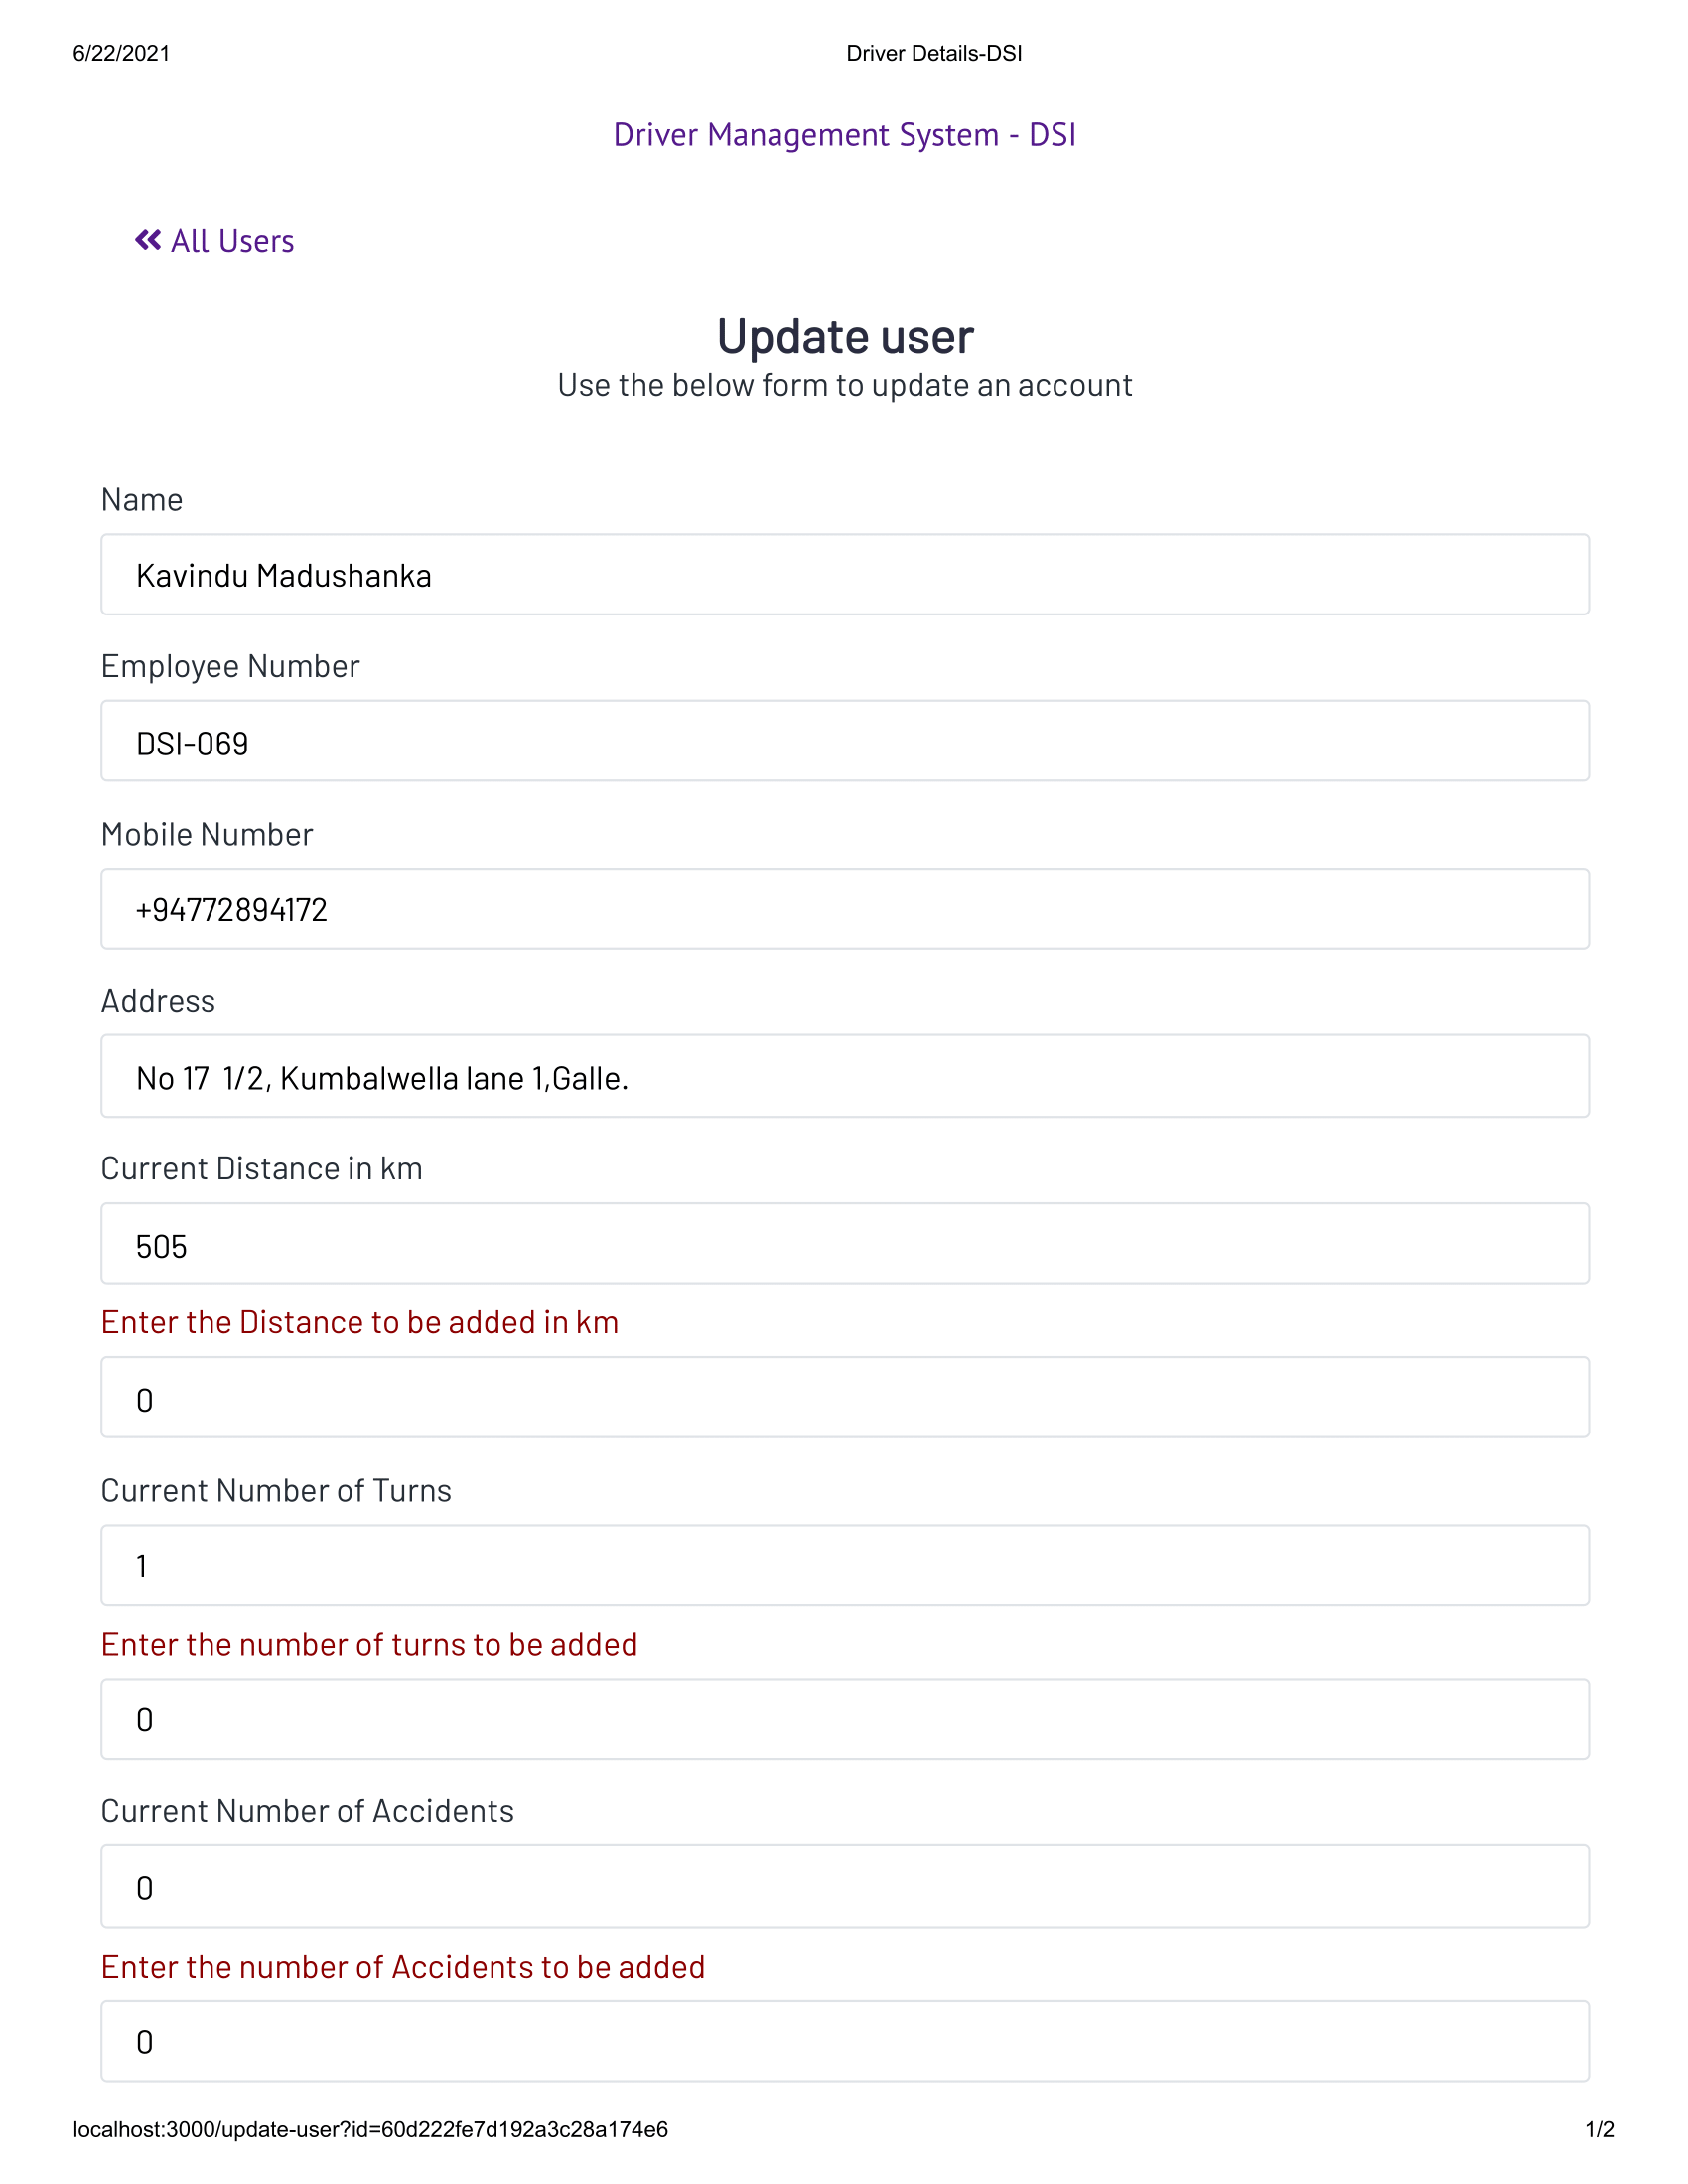 6/22/2021 Driver Details-DSI
Driver Management System - DSI
All Users
Update user
Use the below form to update an account
Name
Kavindu Madushanka
Employee Number
DSI-069
Mobile Number
+94772894172
Address
No 17  1/2, Kumbalwella lane 1,Galle.
Current Distance in km
505
Enter the Distance to be added in km
0
Current Number of Turns
1
Enter the number of turns to be added
0
Current Number of Accidents
0
Enter the number of Accidents to be added
0
localhost:3000/update-user?id=60d222fe7d192a3c28a174e6 1/2